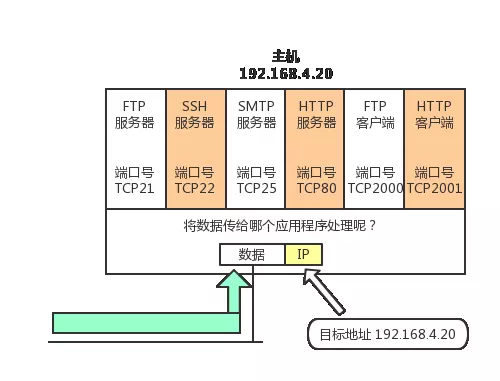 主机
192.168.4.20
FTP 服务器 端口号 TCP21
SSH 服务器 端口号 TCP22
SMTP 服务器 端口号 TCP25
HTTP 服务器 端口号 TCP80
FTP 客户端 端口号 TCP2000
HTTP 客户端 端口号 TCP2001
将数据传给哪个应用程序处理呢？
数据 IP
目标地址 192.168.4.20